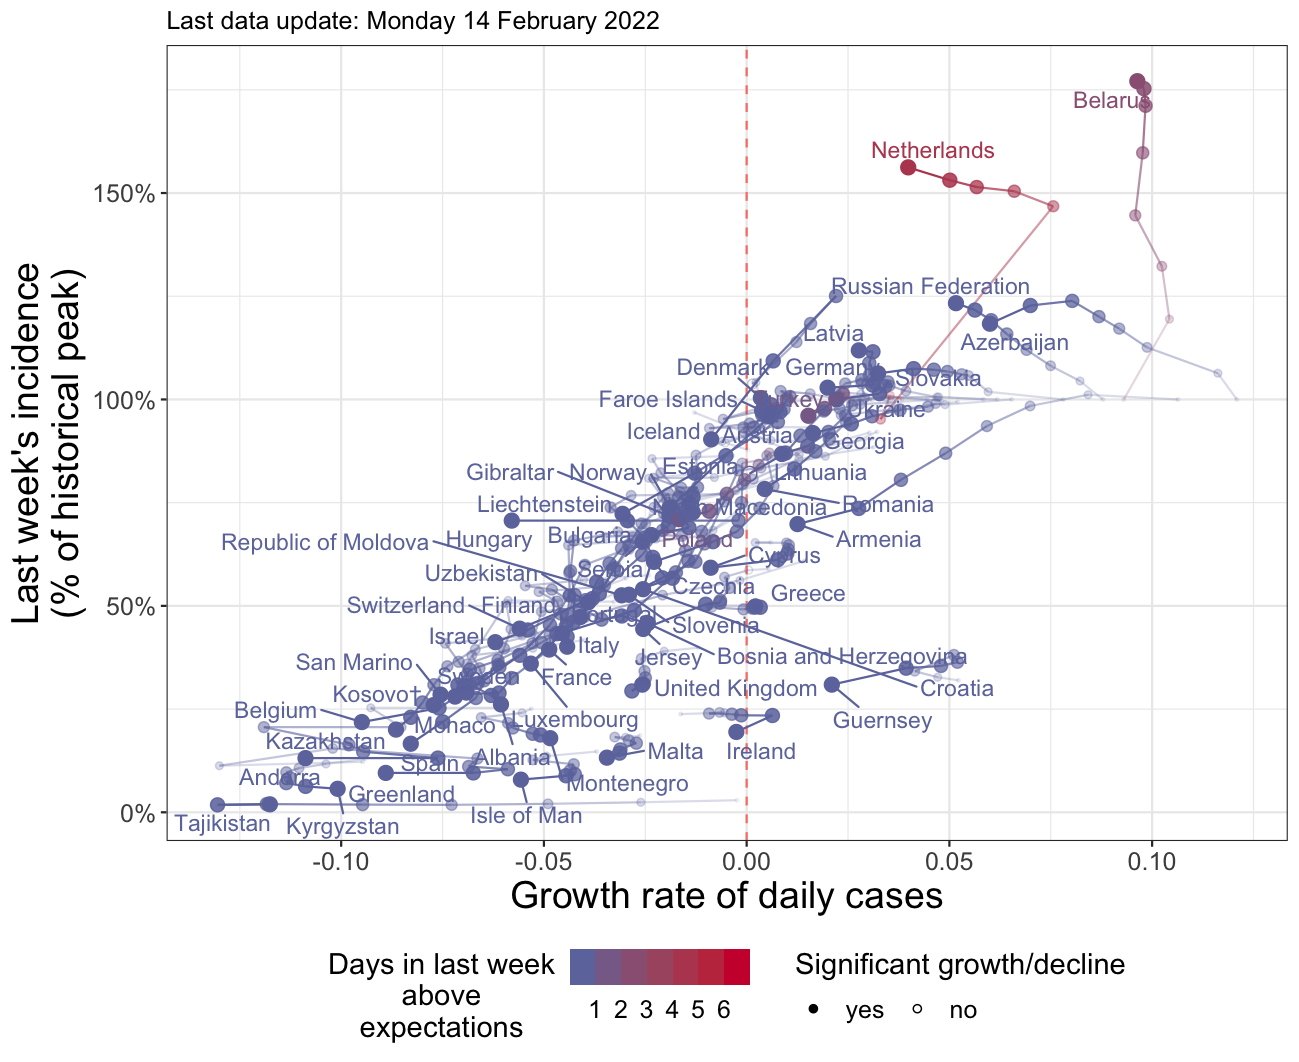 Last data update: Monday 14 February 2022
Last week's incidence
(% of historical peak)
150%
100%
50%
0%
Belarus
Netherlands
Russian Federation
Latvia
Azerbaijan
Denmark
Germany
Slovakia
Faroe Islands
Turkey
Ukraine
Iceland
Austria
Georgia
Gibraltar
Norway
Estonia
Lithuania
Liechtenstein
Macedonia
Romania
Republic of Moldova
Hungary
Bulgaria
Poland
Armenia
Cyprus
Uzbekistan
Serbia
Czechia
Greece
Switzerland
Finland
Portugal
Slovenia
Israel
Italy
Jersey
Bosnia and Herzegovina
San Marino
Sweden
France
United Kingdom
Croatia
Kosovo†
Belgium
Monaco
Luxembourg
Guernsey
Kazakhstan
Albania
Malta
Ireland
Spain
Andorra
Greenland
Montenegro
Isle of Man
Tajikistan
Kyrgyzstan
-0.10
-0.05
0.00
0.05
0.10
Growth rate of daily cases
Days in last week
above
expectations
1 2 3 4 5 6
Significant growth/decline
yes
no